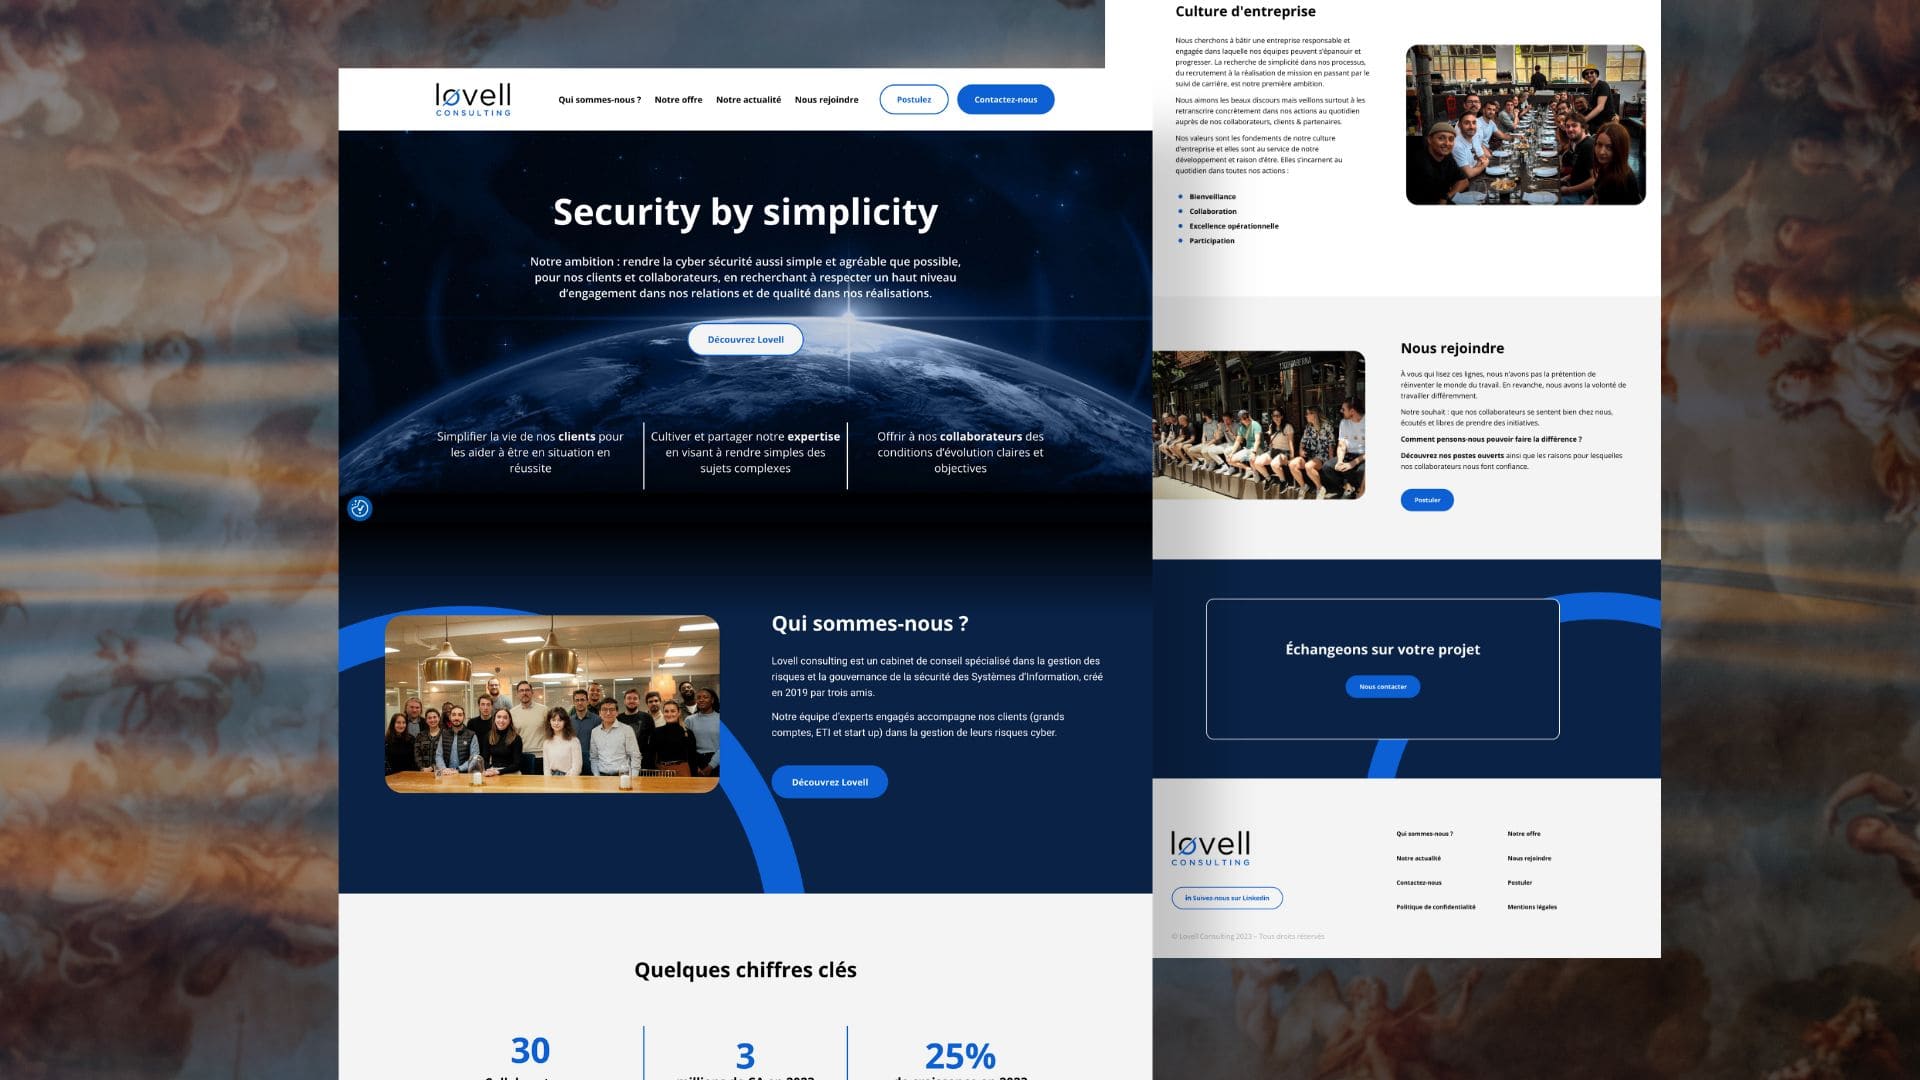 løvell
CONSULTING
Qui sommes-nous ?
Notre offre
Notre actualité
Nous rejoindre
Postulez
Contactez-nous
Security by simplicity
Notre ambition : rendre la cyber sécurité aussi simple et agréable que possible,
pour nos clients et collaborateurs, en recherchant à respecter un haut niveau
d'engagement dans nos relations et de qualité dans nos réalisations.
Découvrez Lovell
Simplifier la vie de nos clients pour
les aider à être en situation en
réussite
Cultiver et partager notre expertise
en visant à rendre simples des
sujets complexes
Offrir à nos collaborateurs des
conditions d'évolution claires et
objectives
Qui sommes-nous ?
Lovell consulting est un cabinet de conseil spécialisé dans la gestion des
risques et la gouvernance de la sécurité des Systèmes d'Information, créé
en 2019 par trois amis.
Notre équipe d'experts engagés accompagne nos clients (grands
comptes, ETI et start up) dans la gestion de leurs risques cyber.
Découvrez Lovell
Quelques chiffres clés
30
3
25%
Culture d'entreprise
Nous cherchons à bâtir une entreprise responsable et
engagée dans laquelle nos équipes peuvent s'épanouir et
progresser. La recherche de simplicité dans nos processus,
du recrutement à la réalisation de mission en passant par le
suivi de carrière, est notre première ambition.
Nous aimons les beaux discours mais veillons surtout à les
retranscrire concrètement dans nos actions au quotidien
auprès de nos collaborateurs, clients & partenaires.
Nos valeurs sont les fondements de notre culture
d'entreprise et elles sont au service de notre
développement et raison d'être. Elles s'incarnent au
quotidien dans toutes nos actions :
Bienveillance
Collaboration
Excellence opérationnelle
Participation
Nous rejoindre
À vous qui lisez ces lignes, nous n'avons pas la prétention de
réinventer le monde du travail. En revanche, nous avons la volonté de
travailler différemment.
Notre souhait : que nos collaborateurs se sentent bien chez nous,
écoutés et libres de prendre des initiatives.
Comment pensons-nous pouvoir faire la différence ?
Découvrez nos postes ouverts ainsi que les raisons pour lesquelles
nos collaborateurs nous font confiance.
Postuler
Échangeons sur votre projet
Nous contacter
løvell
CONSULTING
in Suivez-nous sur Linkedin
Qui sommes-nous ?
Notre offre
Notre actualité
Nous rejoindre
Contactez-nous
Postuler
Politique de confidentialité
Mentions légales
© Lovell Consulting 2023 – Tous droits réservés